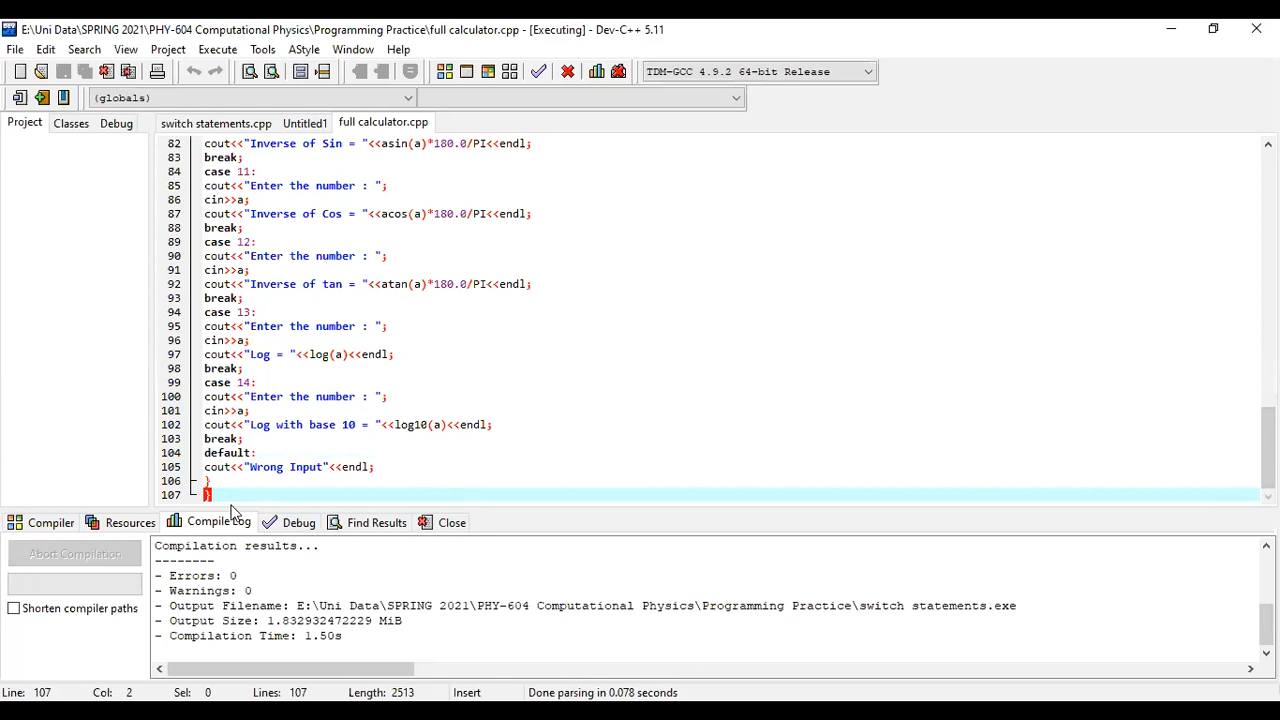 E:\Uni Data\SPRING 2021\PHY-604 Computational Physics\Programming Practice\full calculator.cpp - [Executing] - Dev-C++ 5.11
File Edit Search View Project Execute Tools AStyle Window Help
TDM-GCC 4.9.2 64-bit Release
(globals)
Project Classes Debug switch statements.cpp Untitled1 full calculator.cpp
82 cout<<"Inverse of Sin = "<<asin(a)*180.0/PI<<endl;
83 break;
84 case 11:
85 cout<<"Enter the number : ";
86 cin>>a;
87 cout<<"Inverse of Cos = "<<acos(a)*180.0/PI<<endl;
88 break;
89 case 12:
90 cout<<"Enter the number : ";
91 cin>>a;
92 cout<<"Inverse of tan = "<<atan(a)*180.0/PI<<endl;
93 break;
94 case 13:
95 cout<<"Enter the number : ";
96 cin>>a;
97 cout<<"Log = "<<log(a)<<endl;
98 break;
99 case 14:
100 cout<<"Enter the number : ";
101 cin>>a;
102 cout<<"Log with base 10 = "<<log10(a)<<endl;
103 break;
104 default:
105 cout<<"Wrong Input"<<endl;
106 }
107 }
Compiler Resources Compile Log Debug Find Results Close
Abort Compilation
Shorten compiler paths
Compilation results...
--------
- Errors: 0
- Warnings: 0
- Output Filename: E:\Uni Data\SPRING 2021\PHY-604 Computational Physics\Programming Practice\switch statements.exe
- Output Size: 1.832932472229 MiB
- Compilation Time: 1.50s
Line: 107 Col: 2 Sel: 0 Lines: 107 Length: 2513 Insert Done parsing in 0.078 seconds